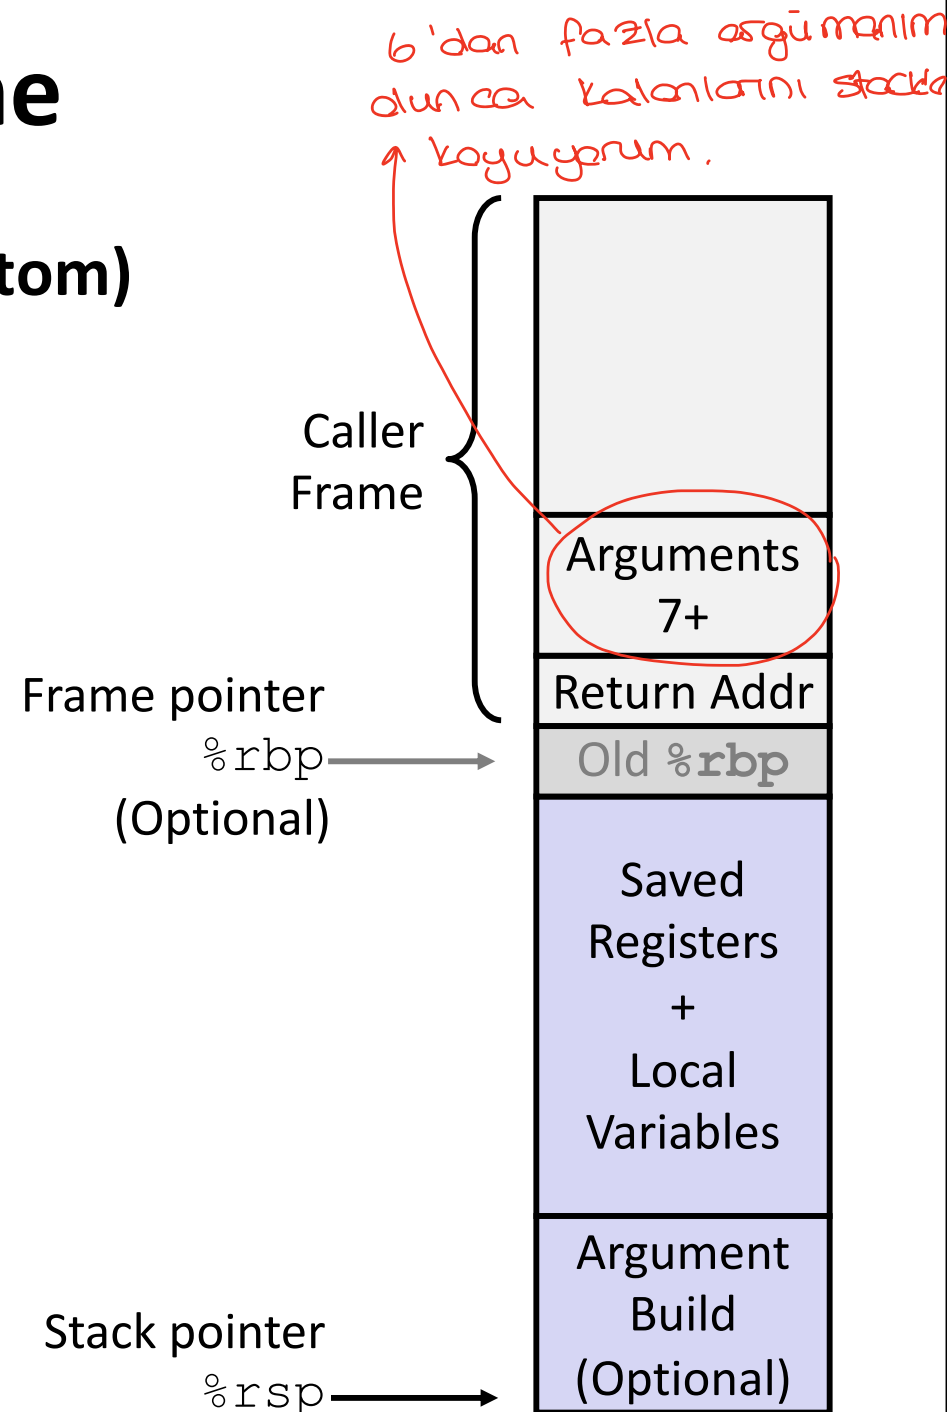 6'dan fazla argümanım
olunca kalanlarını stacka
koyuyorum.
ne
tom)
Caller
Frame
Arguments
7+
Return Addr
Frame pointer
%rbp
(Optional)
Old %rbp
Saved
Registers
+
Local
Variables
Argument
Build
(Optional)
Stack pointer
%rsp